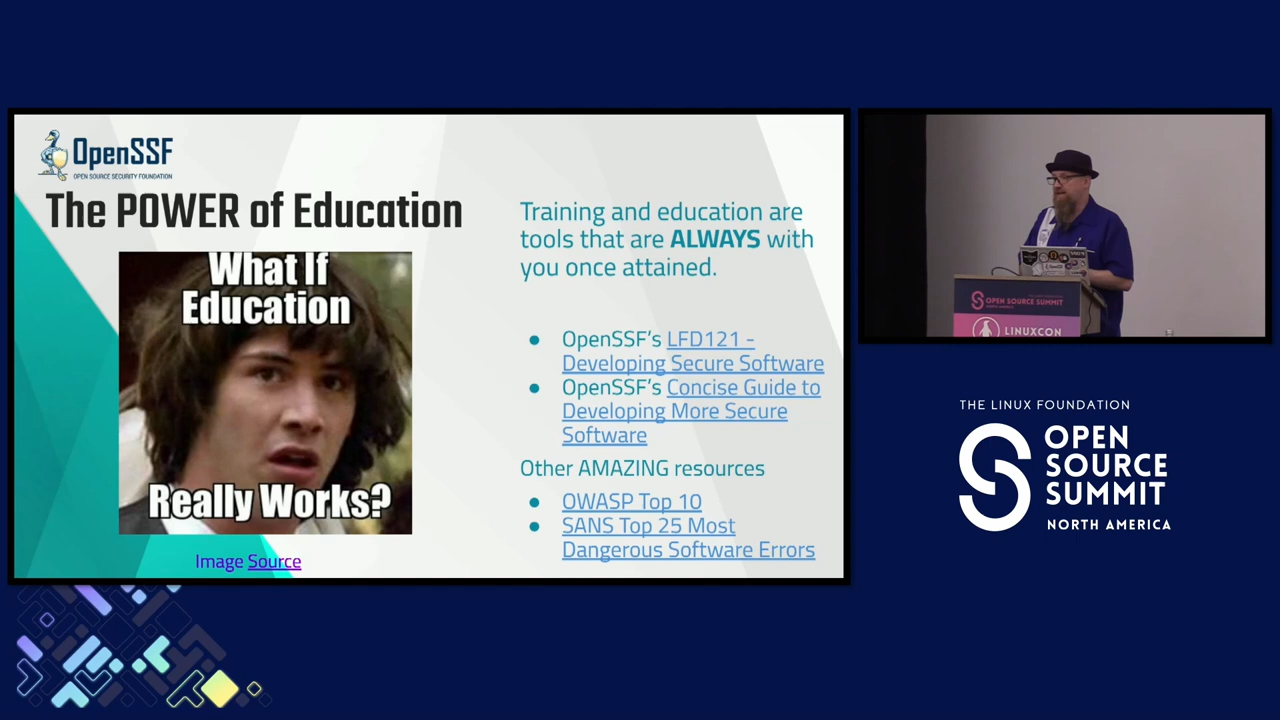 OpenSSF
OPEN SOURCE SECURITY FOUNDATION
The POWER of Education
What If
Education
Really Works?
Image Source
Training and education are
tools that are ALWAYS with
you once attained.
● OpenSSF's LFD121 -
Developing Secure Software
● OpenSSF's Concise Guide to
Developing More Secure
Software
Other AMAZING resources
● OWASP Top 10
● SANS Top 25 Most
Dangerous Software Errors
OPEN SOURCE SUMMIT
LINUXCON
THE LINUX FOUNDATION
OPEN
SOURCE
SUMMIT
NORTH AMERICA